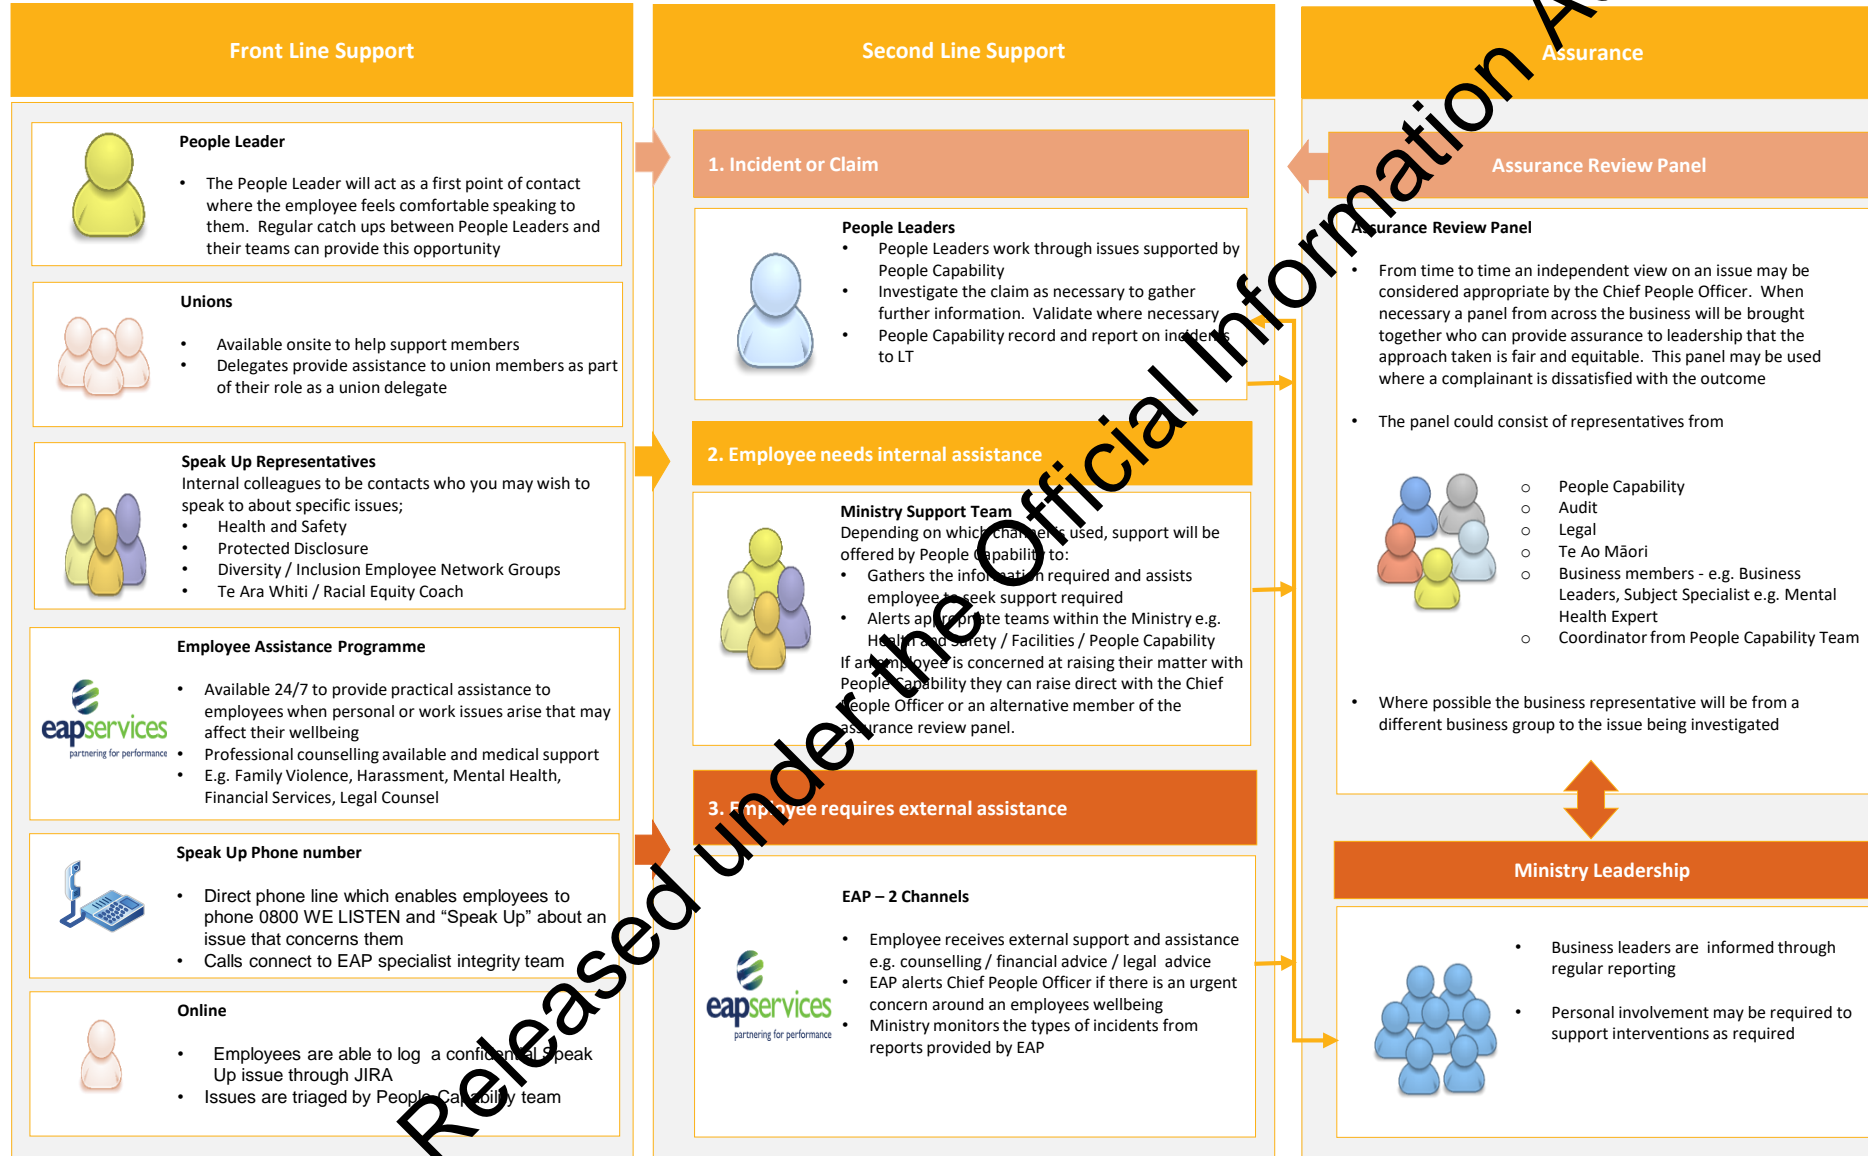 Front Line Support
People Leader
• The People Leader will act as a first point of contact
where the employee feels comfortable speaking to
them.  Regular catch ups between People Leaders and
their teams can provide this opportunity
Unions
• Available onsite to help support members
• Delegates provide assistance to union members as part
of their role as a union delegate
Speak Up Representatives
Internal colleagues to be contacts who you may wish to
speak to about specific issues;
• Health and Safety
• Protected Disclosure
• Diversity / Inclusion Employee Network Groups
• Te Ara Whiti / Racial Equity Coach
Employee Assistance Programme
eapservices
partnering for performance
• Available 24/7 to provide practical assistance to
employees when personal or work issues arise that may
affect their wellbeing
• Professional counselling available and medical support
• E.g. Family Violence, Harassment, Mental Health,
Financial Services, Legal Counsel
Speak Up Phone number
• Direct phone line which enables employees to
phone 0800 WE LISTEN and “Speak Up” about an
issue that concerns them
• Calls connect to EAP specialist integrity team
Online
• Employees are able to log  a confidential Speak
Up issue through JIRA
• Issues are triaged by People Capability team
Second Line Support
1. Incident or Claim
People Leaders
• People Leaders work through issues supported by
People Capability
• Investigate the claim as necessary to gather
further information.  Validate where necessary
• People Capability record and report on incidents
to LT
2. Employee needs internal assistance
Ministry Support Team
Depending on which channel is used, support will be
offered by People Capability to:
• Gathers the information required and assists
employee to seek support required
• Alerts appropriate teams within the Ministry e.g.
Health and Safety / Facilities / People Capability
If an employee is concerned at raising their matter with
People Capability they can raise direct with the Chief
People Officer or an alternative member of the
assurance review panel.
3. Employee requires external assistance
EAP – 2 Channels
eapservices
partnering for performance
• Employee receives external support and assistance
e.g. counselling / financial advice / legal  advice
• EAP alerts Chief People Officer if there is an urgent
concern around an employees wellbeing
• Ministry monitors the types of incidents from
reports provided by EAP
Assurance
Assurance Review Panel
Assurance Review Panel
• From time to time an independent view on an issue may be
considered appropriate by the Chief People Officer.  When
necessary a panel from across the business will be brought
together who can provide assurance to leadership that the
approach taken is fair and equitable.  This panel may be used
where a complainant is dissatisfied with the outcome
• The panel could consist of representatives from
o People Capability
o Audit
o Legal
o Te Ao Māori
o Business members - e.g. Business
Leaders, Subject Specialist e.g. Mental
Health Expert
o Coordinator from People Capability Team
• Where possible the business representative will be from a
different business group to the issue being investigated
Ministry Leadership
• Business leaders are  informed through
regular reporting
• Personal involvement may be required to
support interventions as required
Released under the Official Information